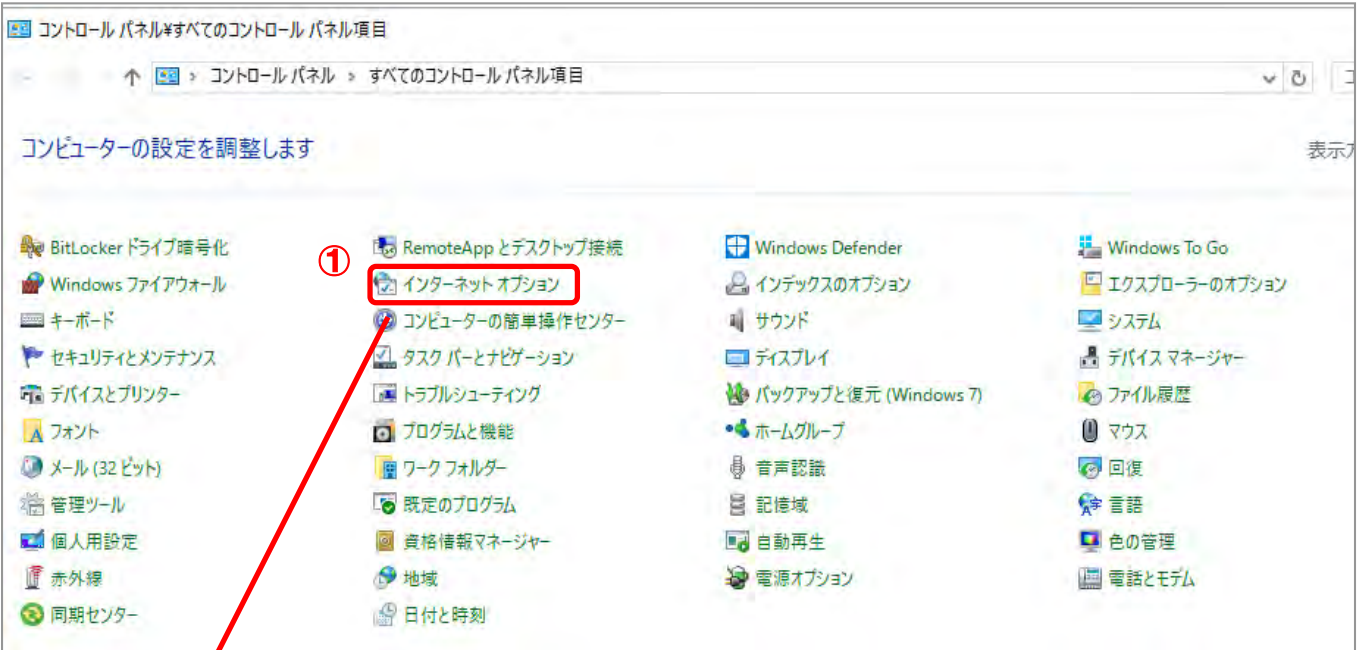 コントロール パネル¥すべてのコントロール パネル項目
コントロール パネル > すべてのコントロール パネル項目
コンピューターの設定を調整します
表示
BitLocker ドライブ暗号化 RemoteApp とデスクトップ接続 Windows Defender Windows To Go
①
Windows ファイアウォール インターネット オプション インデックスのオプション エクスプローラーのオプション
キーボード コンピューターの簡単操作センター サウンド システム
セキュリティとメンテナンス タスク バーとナビゲーション ディスプレイ デバイス マネージャー
デバイスとプリンター トラブルシューティング バックアップと復元 (Windows 7) ファイル履歴
フォント プログラムと機能 ホームグループ マウス
メール (32 ビット) ワーク フォルダー 音声認識 回復
管理ツール 既定のプログラム 記憶域 言語
個人用設定 資格情報マネージャー 自動再生 色の管理
赤外線 地域 電源オプション 電話とモデム
同期センター 日付と時刻